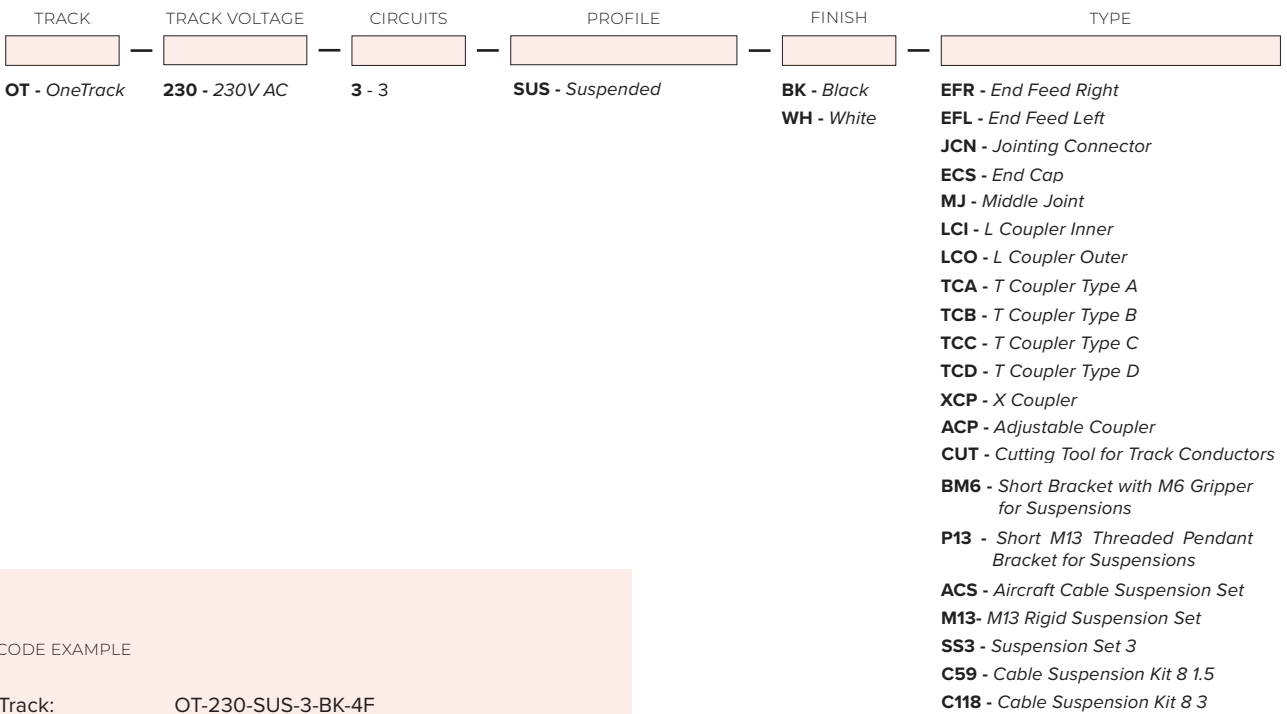 TRACK TRACK VOLTAGE CIRCUITS PROFILE FINISH TYPE
OT - OneTrack 230 - 230V AC 3 - 3 SUS - Suspended BK - Black EFR - End Feed Right
WH - White EFL - End Feed Left
JCN - Jointing Connector
ECS - End Cap
MJ - Middle Joint
LCI - L Coupler Inner
LCO - L Coupler Outer
TCA - T Coupler Type A
TCB - T Coupler Type B
TCC - T Coupler Type C
TCD - T Coupler Type D
XCP - X Coupler
ACP - Adjustable Coupler
CUT - Cutting Tool for Track Conductors
BM6 - Short Bracket with M6 Gripper
for Suspensions
P13 - Short M13 Threaded Pendant
Bracket for Suspensions
ACS - Aircraft Cable Suspension Set
M13- M13 Rigid Suspension Set
SS3 - Suspension Set 3
C59 - Cable Suspension Kit 8 1.5
C118 - Cable Suspension Kit 8 3
CODE EXAMPLE
Track: OT-230-SUS-3-BK-4F